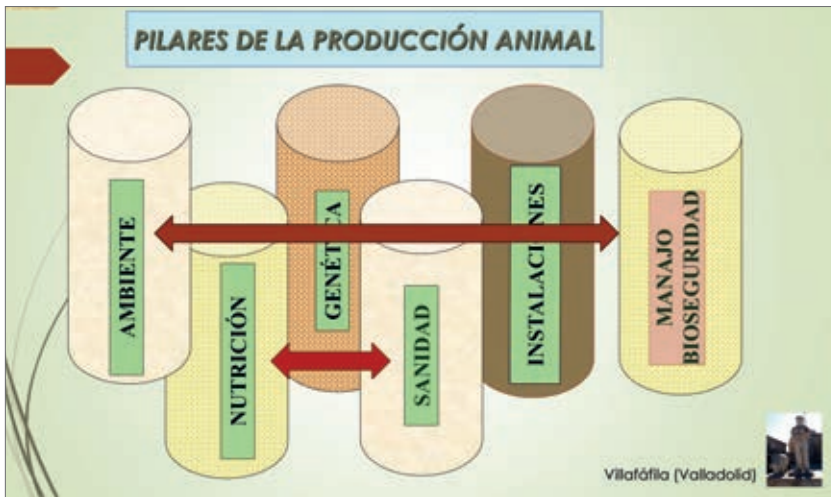 PILARES DE LA PRODUCCIÓN ANIMAL
AMBIENTE
NUTRICIÓN
GENÉTICA
SANIDAD
INSTALACIONES
MANAJO
BIOSEGURIDAD
Villafáfila (Valladolid)